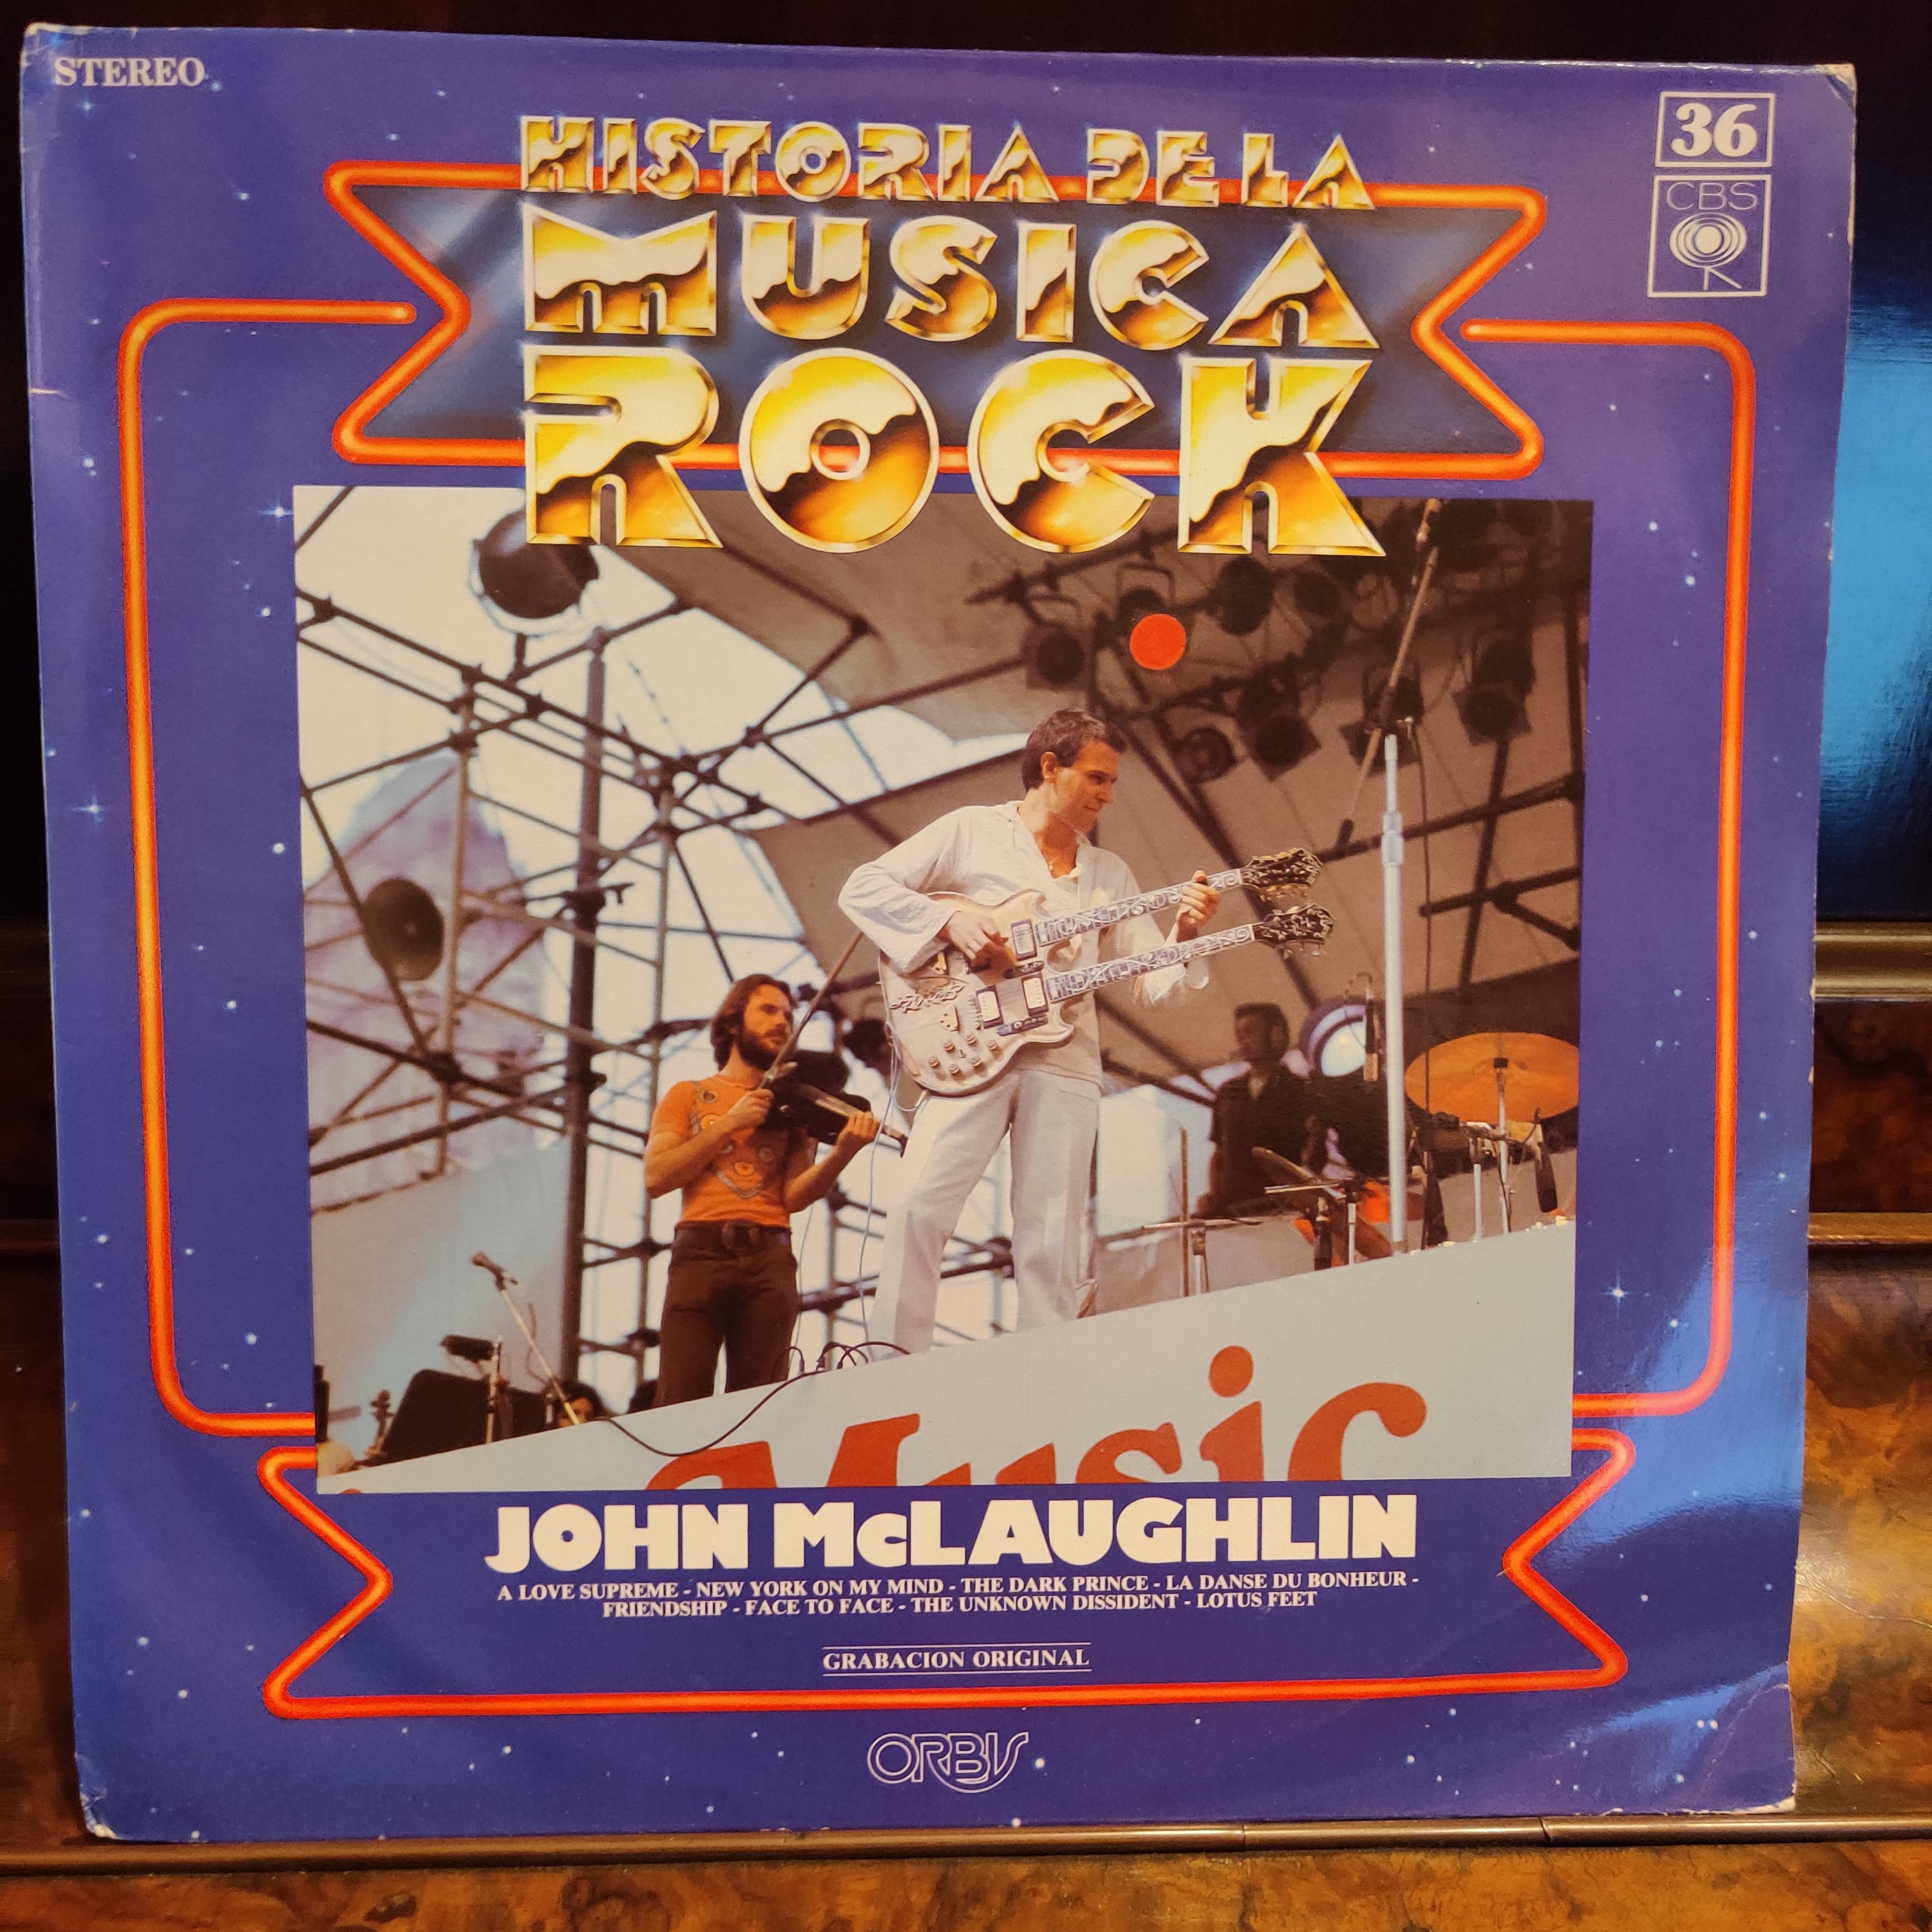 STEREO
36
CBS
HISTORIA DE LA
MUSICA
ROCK
Music
JOHN McLAUGHLIN
A LOVE SUPREME - NEW YORK ON MY MIND - THE DARK PRINCE - LA DANSE DU BONHEUR -
FRIENDSHIP - FACE TO FACE - THE UNKNOWN DISSIDENT - LOTUS FEET
GRABACION ORIGINAL
ORBIS